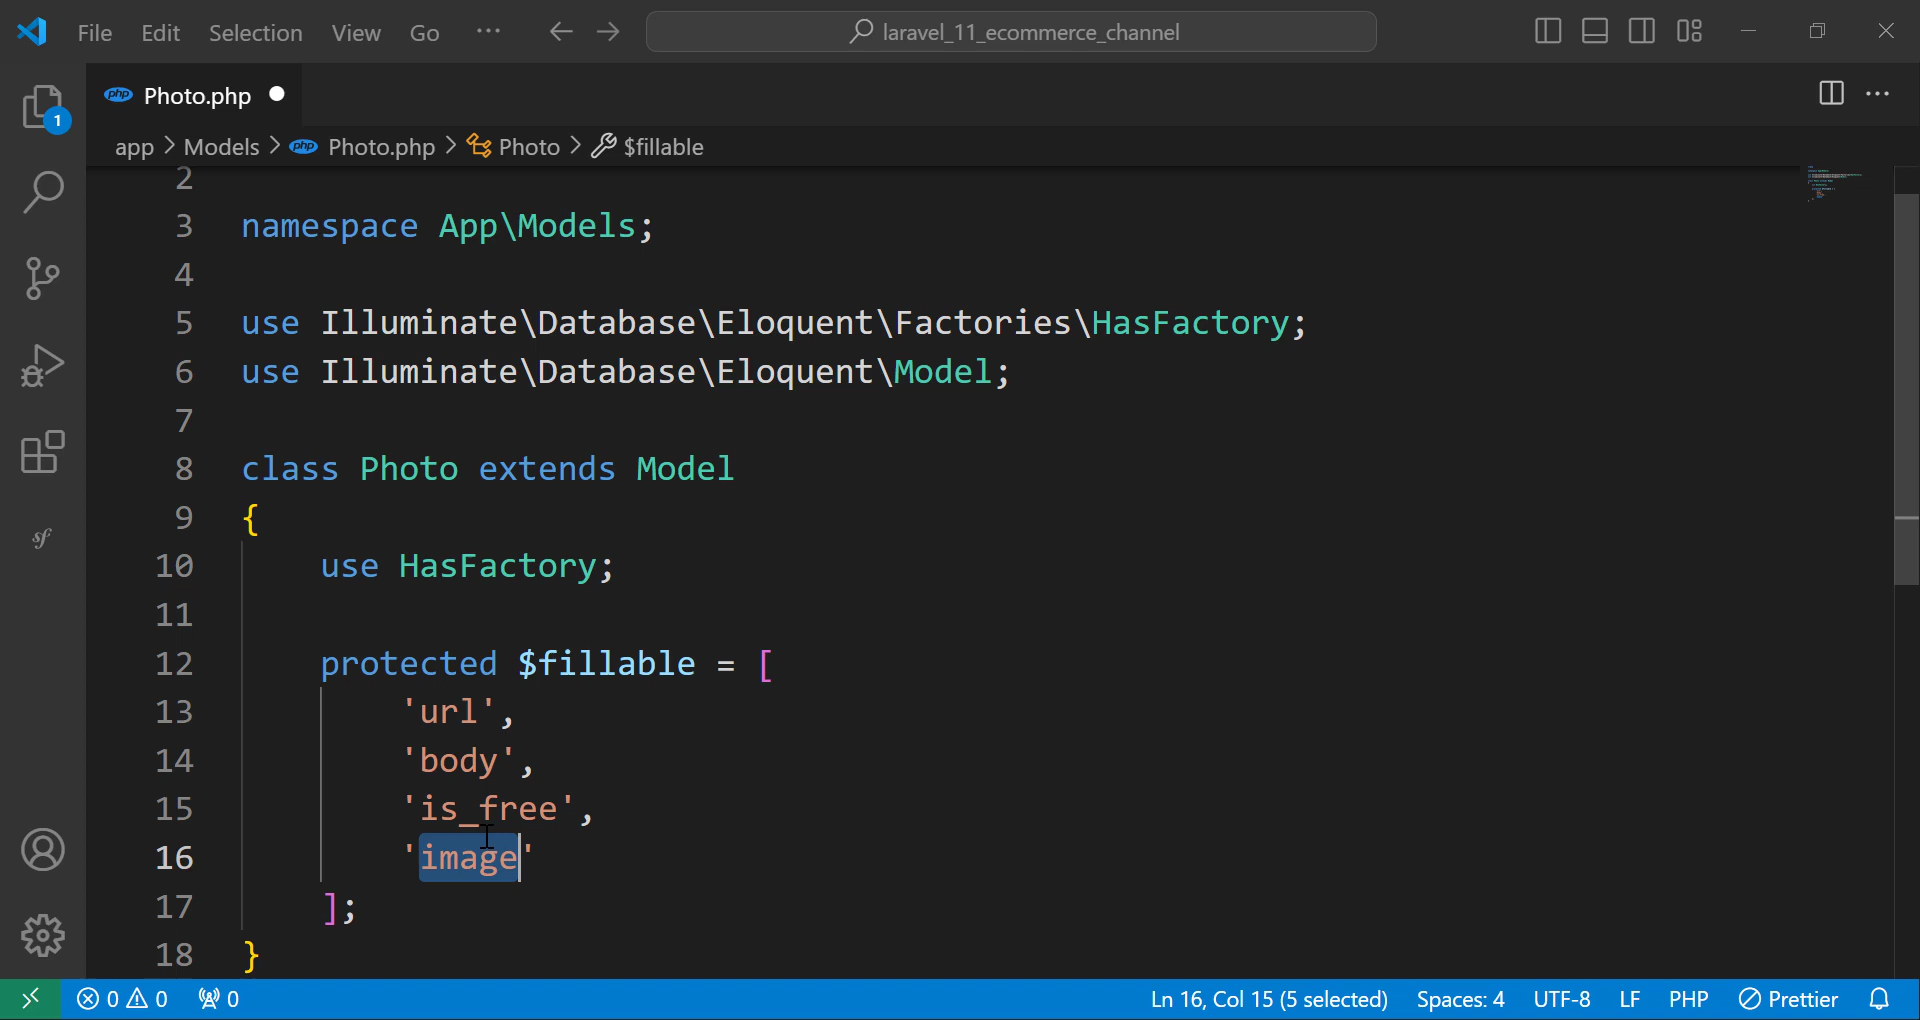 File Edit Selection View Go ··· laravel_11_ecommerce_channel
1
php Photo.php
app > Models > php Photo.php > Photo > $fillable
2
3 namespace App\Models;
4
5 use Illuminate\Database\Eloquent\Factories\HasFactory;
6 use Illuminate\Database\Eloquent\Model;
7
8 class Photo extends Model
9 {
10 use HasFactory;
11
12 protected $fillable = [
13 'url',
14 'body',
15 'is_free',
16 'image'
17 ];
18 }
sf
0 0 0 Ln 16, Col 15 (5 selected) Spaces: 4 UTF-8 LF PHP Prettier